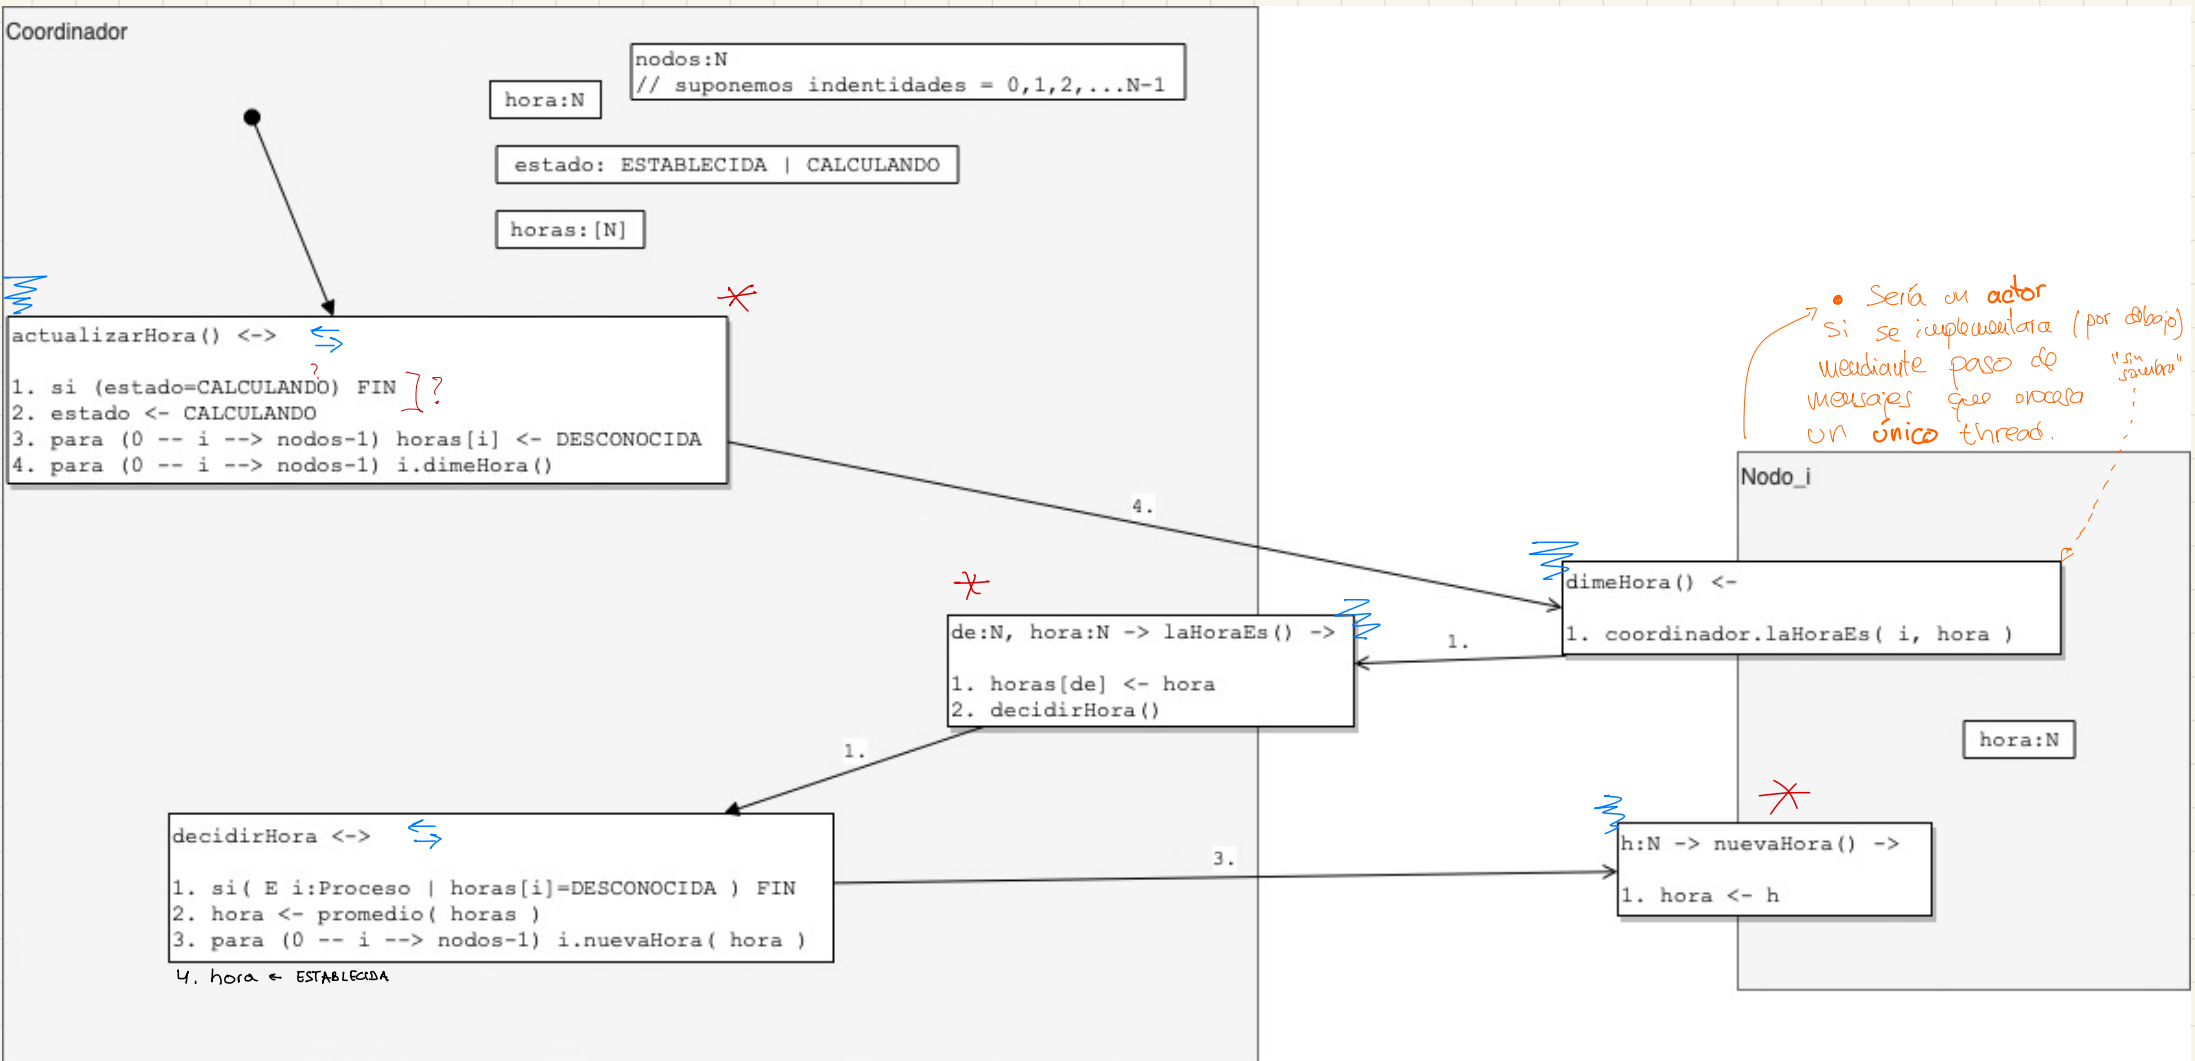 Coordinador
nodos:N
// suponemos indentidades = 0,1,2,...N-1
hora:N
estado: ESTABLECIDA | CALCULANDO
horas:[N]
actualizarHora() <->
?
1. si (estado=CALCULANDO) FIN ?
2. estado <- CALCULANDO
3. para (0 -- i --> nodos-1) horas[i] <- DESCONOCIDA
4. para (0 -- i --> nodos-1) i.dimeHora()
4.
• Sería un actor
si se implementara (por debajo)
mendiante paso de
"sin sombra"
mensajes que procesa
un único thread.
Nodo_i
dimeHora() <-
1. coordinador.laHoraEs( i, hora )
1.
de:N, hora:N -> laHoraEs() ->
1. horas[de] <- hora
2. decidirHora()
1.
hora:N
decidirHora <->
1. si( E i:Proceso | horas[i]=DESCONOCIDA ) FIN
2. hora <- promedio( horas )
3. para (0 -- i --> nodos-1) i.nuevaHora( hora )
4. hora ← ESTABLECIDA
3.
h:N -> nuevaHora() ->
1. hora <- h